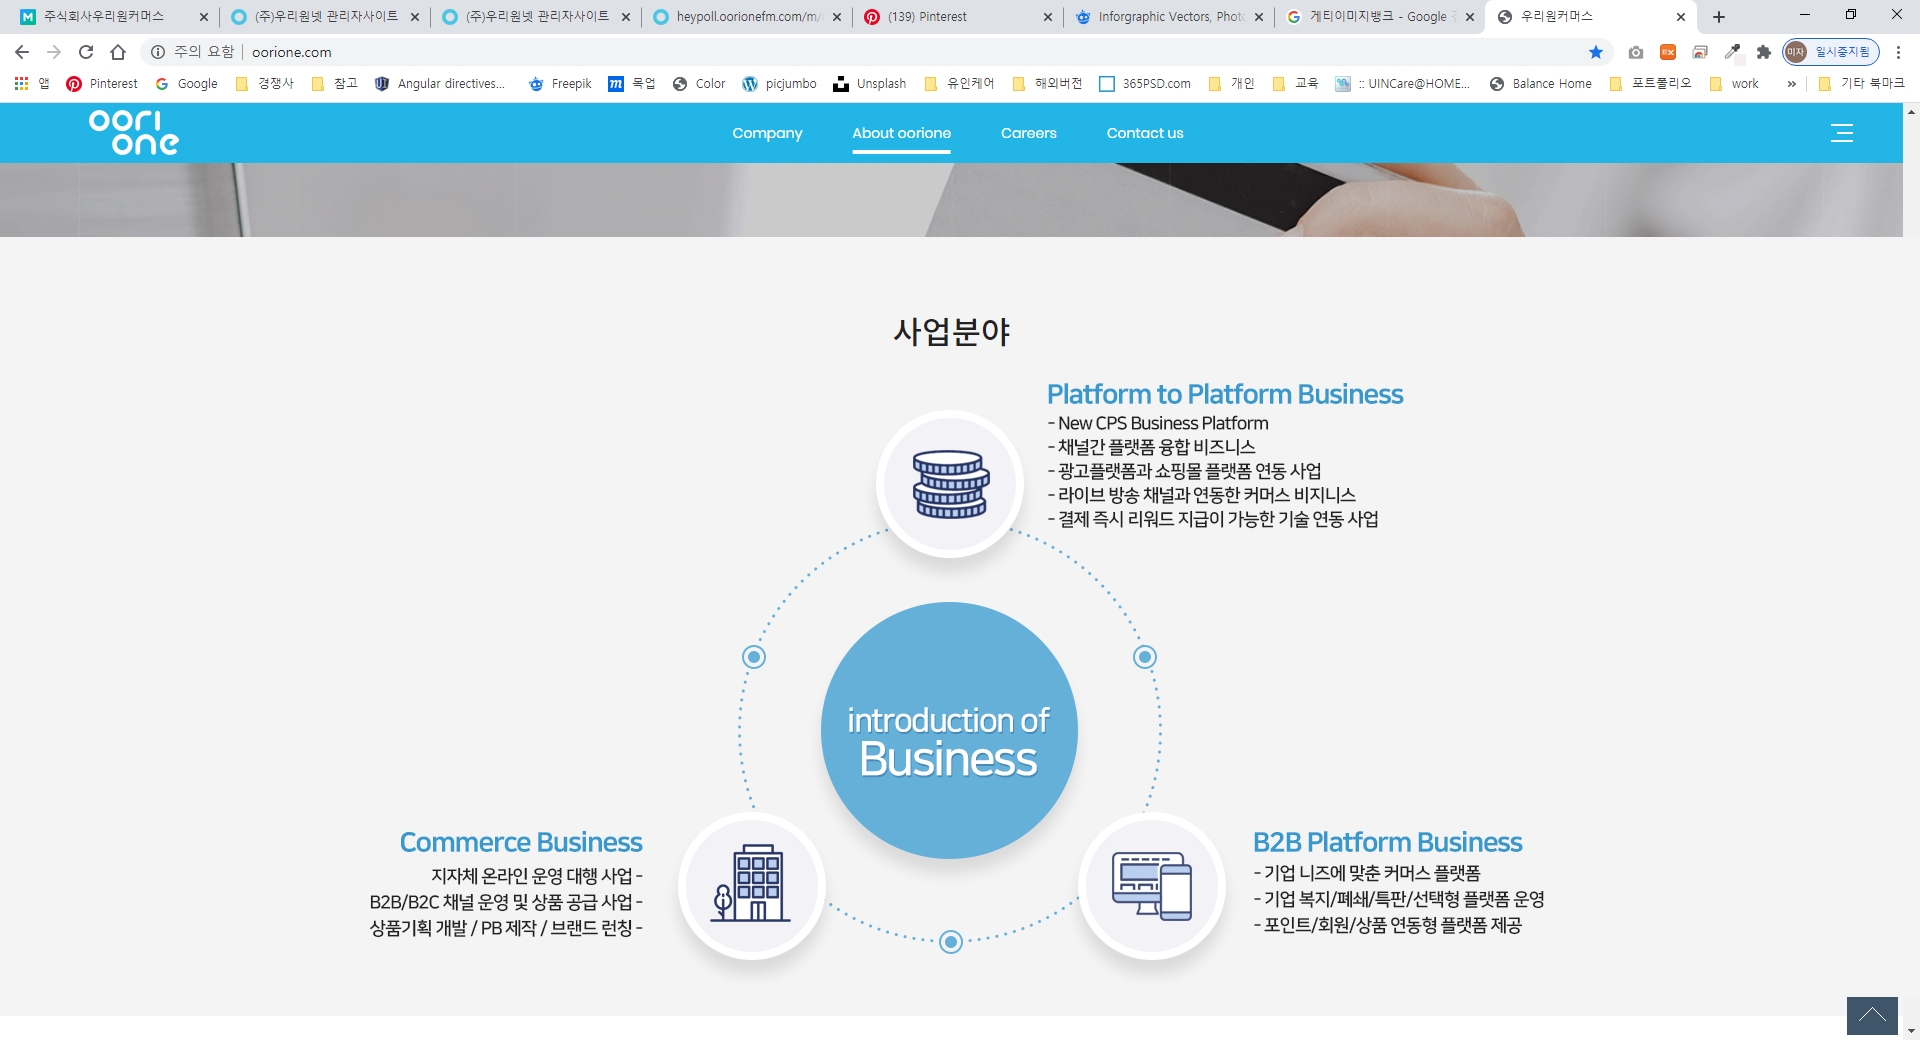 주식회사우리원커머스
(주)우리원넷 관리자사이트
(주)우리원넷 관리자사이트
heypoll.oorionefm.com/m/
(139) Pinterest
Inforgraphic Vectors, Phot
게티이미지뱅크 - Google
우리원커머스
주의 요함
oorione.com
미자
일시중지됨
앱
Pinterest
Google
경쟁사
참고
Angular directives...
Freepik
목업
Color
picjumbo
Unsplash
유인케어
해외버전
365PSD.com
개인
교육
:: UINCare@HOME...
Balance Home
포트폴리오
work
»
기타 북마크
oori
one
Company
About oorione
Careers
Contact us
사업분야
Platform to Platform Business
- New CPS Business Platform
- 채널간 플랫폼 융합 비즈니스
- 광고플랫폼과 쇼핑몰 플랫폼 연동 사업
- 라이브 방송 채널과 연동한 커머스 비지니스
- 결제 즉시 리워드 지급이 가능한 기술 연동 사업
introduction of
Business
Commerce Business
지자체 온라인 운영 대행 사업 -
B2B/B2C 채널 운영 및 상품 공급 사업 -
상품기획 개발 / PB 제작 / 브랜드 런칭 -
B2B Platform Business
- 기업 니즈에 맞춘 커머스 플랫폼
- 기업 복지/폐쇄/특판/선택형 플랫폼 운영
- 포인트/회원/상품 연동형 플랫폼 제공